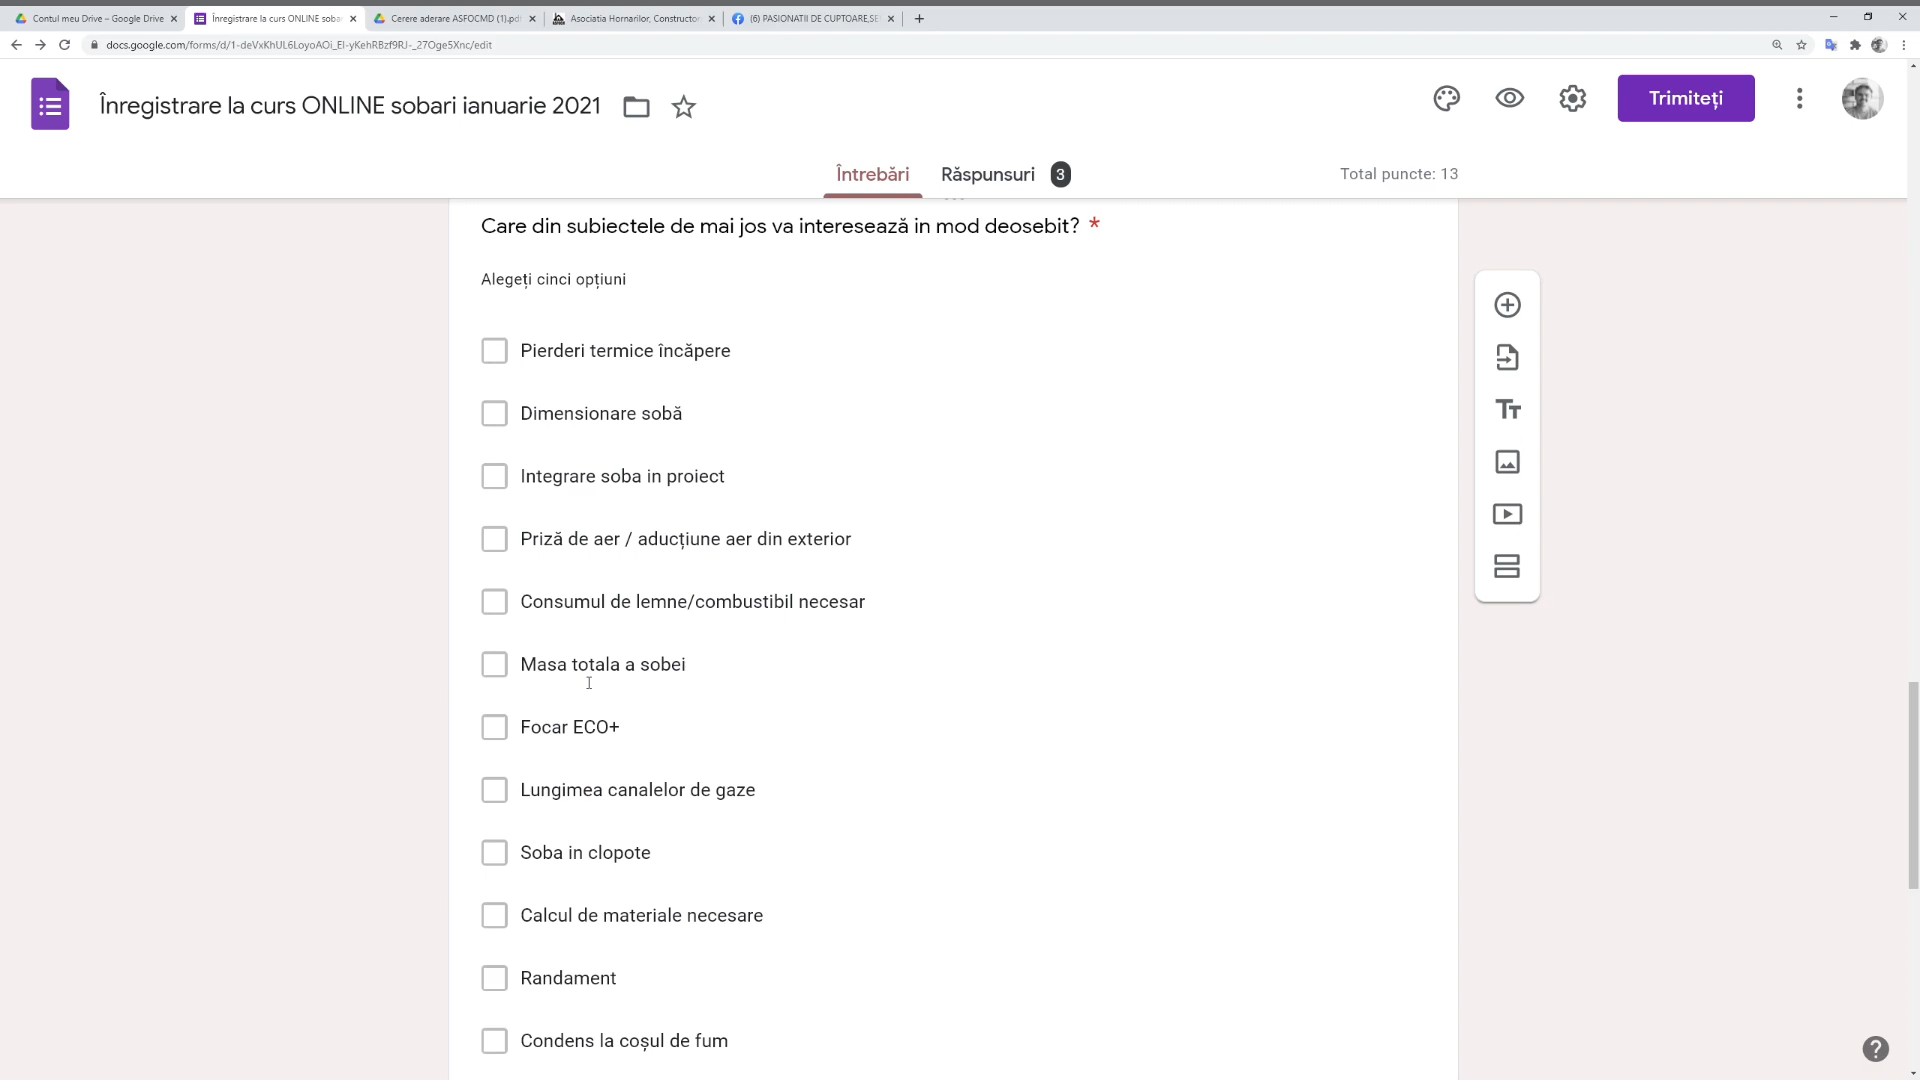 Contul meu Drive – Google Drive
Înregistrare la curs ONLINE soba
Cerere aderare ASFOCMD (1).pd
Asociatia Hornarilor, Constructor
(6) PASIONATII DE CUPTOARE,SE
docs.google.com/forms/d/1-deVxKhUL6LoyoAOi_EI-yKehRBzf9RJ-_27Oge5Xnc/edit
Înregistrare la curs ONLINE sobari ianuarie 2021
Trimiteți
Întrebări
Răspunsuri 3
Total puncte: 13
Care din subiectele de mai jos va interesează in mod deosebit? *
Alegeți cinci opțiuni
Pierderi termice încăpere
Dimensionare sobă
Integrare soba in proiect
Priză de aer / aducțiune aer din exterior
Consumul de lemne/combustibil necesar
Masa totala a sobei
Focar ECO+
Lungimea canalelor de gaze
Soba in clopote
Calcul de materiale necesare
Randament
Condens la coșul de fum